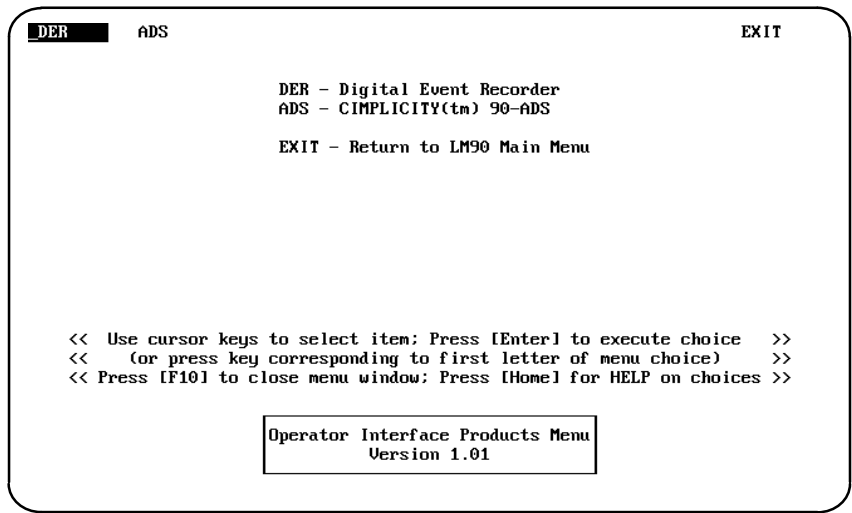 _DER ADS EXIT
DER - Digital Event Recorder
ADS - CIMPLICITY(tm) 90-ADS
EXIT - Return to LM90 Main Menu
<< Use cursor keys to select item; Press [Enter] to execute choice >>
<< (or press key corresponding to first letter of menu choice) >>
<< Press [F10] to close menu window; Press [Home] for HELP on choices >>
Operator Interface Products Menu
Version 1.01